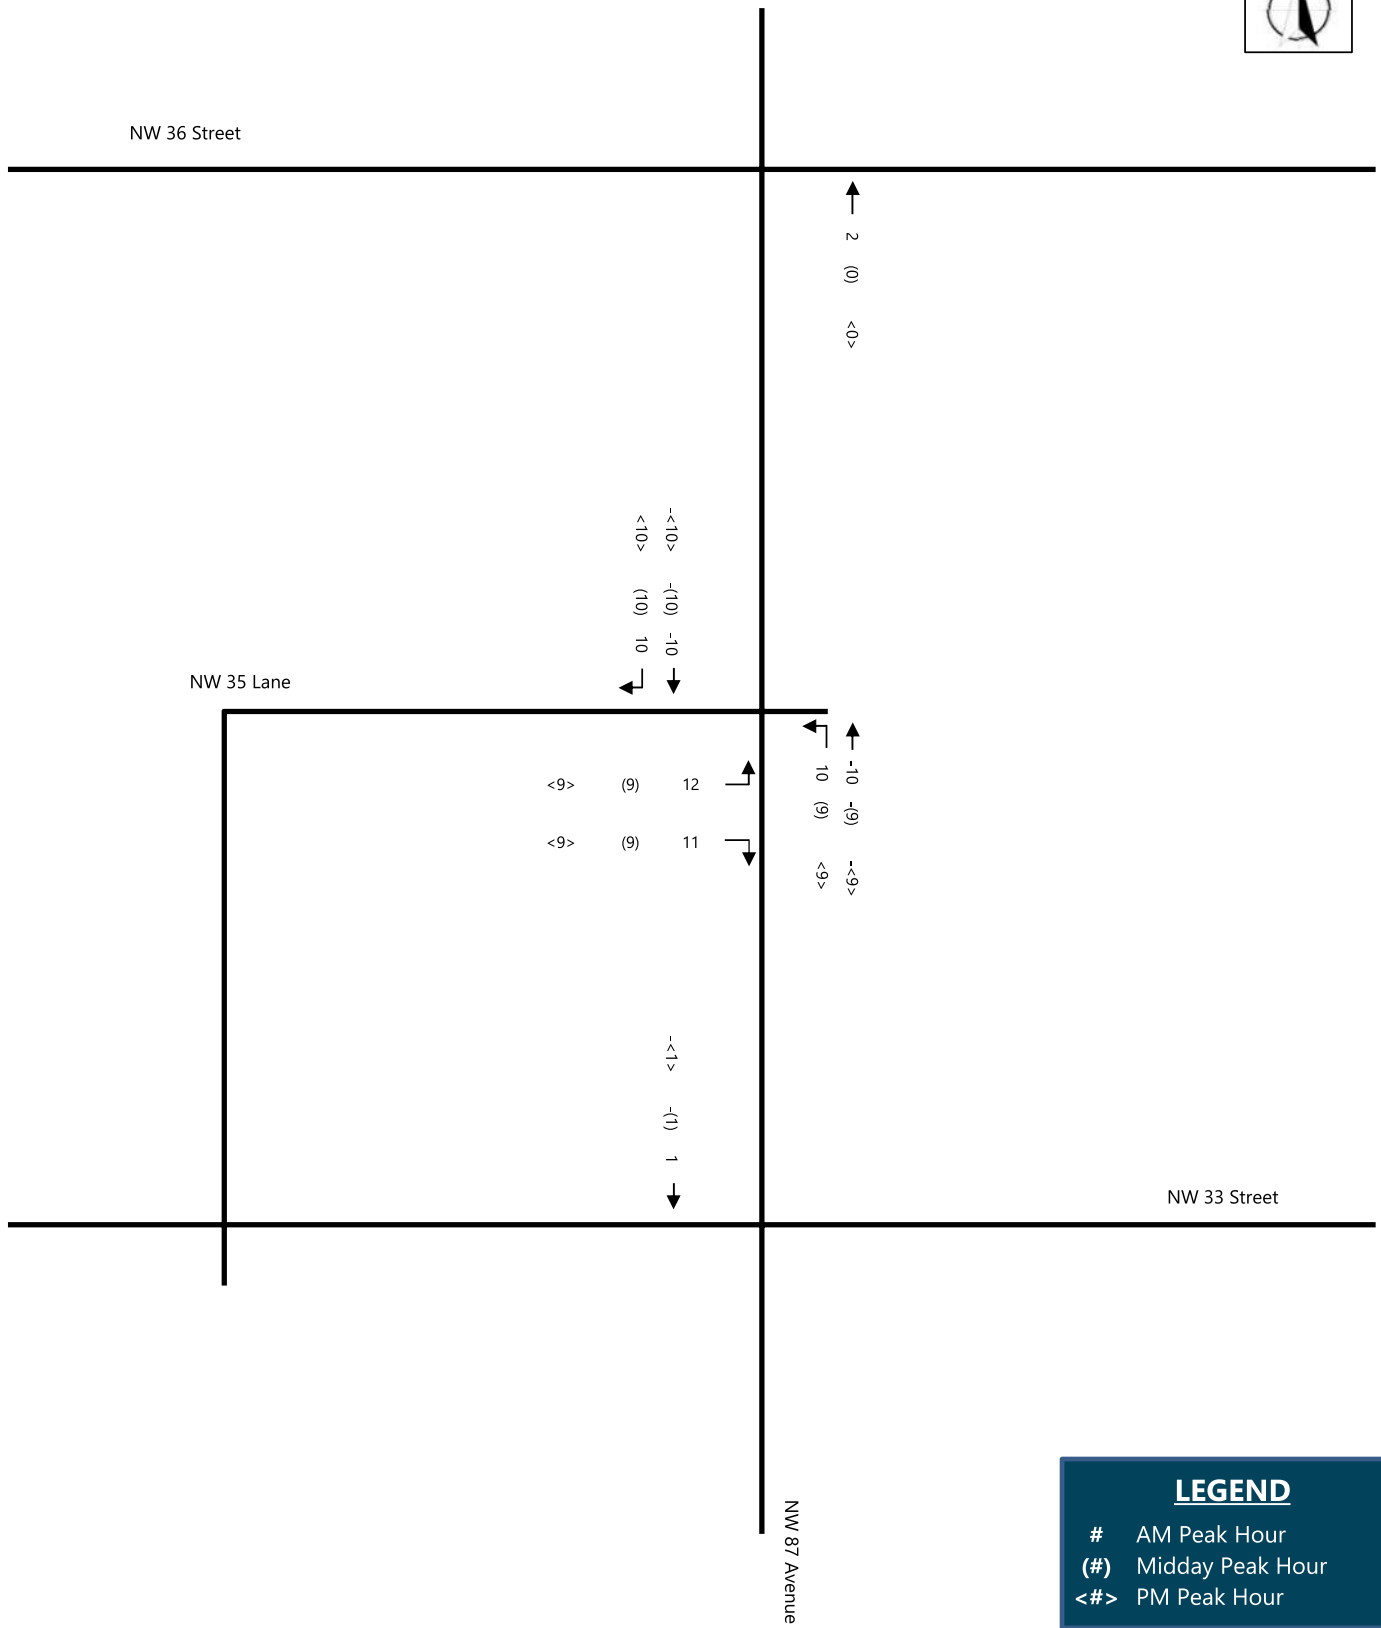 NW 36 Street
2 (0) <0>
-<10> -(10) -10
<10> (10) 10
NW 35 Lane
<9> (9) 12
<9> (9) 11
-10 -(9) -<9>
10 (9) <9>
-<1> -(1) 1
NW 33 Street
NW 87 Avenue
LEGEND
# AM Peak Hour
(#) Midday Peak Hour
<#> PM Peak Hour